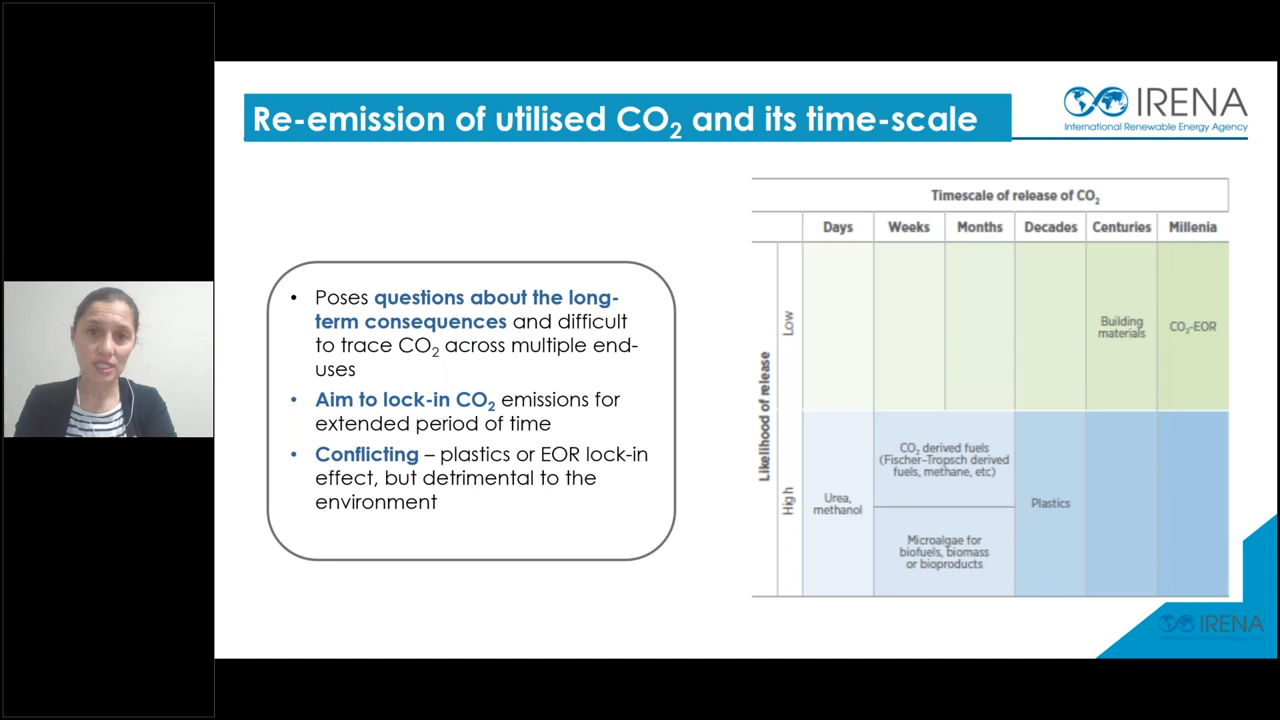 Re-emission of utilised CO₂ and its time-scale
IRENA
International Renewable Energy Agency
• Poses questions about the long-
term consequences and difficult
to trace CO₂ across multiple end-
uses
• Aim to lock-in CO₂ emissions for
extended period of time
• Conflicting – plastics or EOR lock-in
effect, but detrimental to the
environment
Timescale of release of CO₂
Days Weeks Months Decades Centuries Millenia
Likelihood of release
Low
Building
materials
CO₂-EOR
High
Urea,
methanol
CO₂ derived fuels
(Fischer–Tropsch derived
fuels, methane, etc)
Microalgae for
biofuels, biomass
or bioproducts
Plastics
IRENA
International Renewable Energy Agency